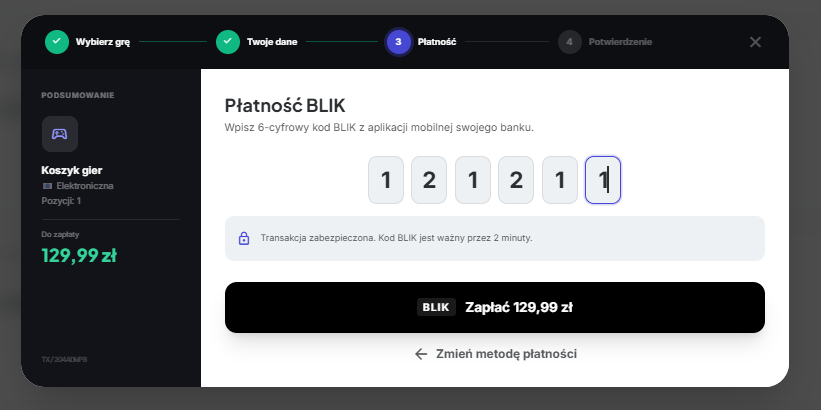 Wybierz grę
Twoje dane
3 Płatność
4 Potwierdzenie
PODSUMOWANIE
Koszyk gier
Elektroniczna
Pozycji: 1
Do zapłaty
129,99 zł
Płatność BLIK
Wpisz 6-cyfrowy kod BLIK z aplikacji mobilnej swojego banku.
1 2 1 2 1 1
Transakcja zabezpieczona. Kod BLIK jest ważny przez 2 minuty.
BLIK Zapłać 129,99 zł
Zmień metodę płatności